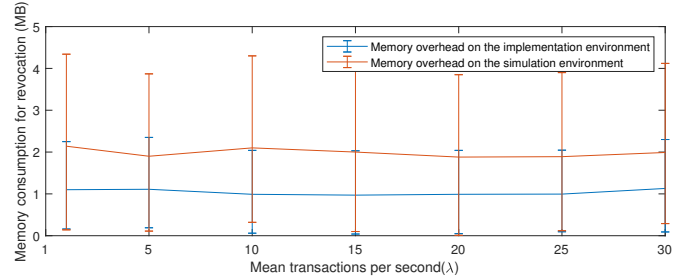 Memory consumption for revocation (MB)
5
4
3
2
1
0
Memory overhead on the implementation environment
Memory overhead on the simulation environment
1 5 10 15 20 25 30
Mean transactions per second(λ)